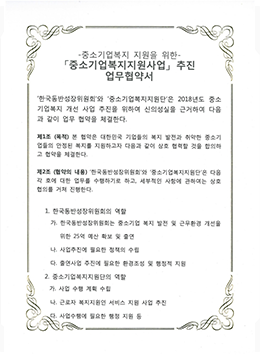 -중소기업복지 지원을 위한-
「중소기업복지지원사업」 추진
업무협약서
'한국동반성장위원회'와 '중소기업복지지원단'은 2018년도 중소
기업복지 개선 사업 추진을 위하여 신의성실을 근거하여 다음
과 같이 업무 협약을 체결한다.
제1조 (목적) 본 협약은 대한민국 기업들의 복지 발전과 취약한 중소기
업들의 안정된 복지를 지원하고자 다음과 같이 상호 협력할 것을 합의하
고 협약을 체결한다.
제2조 (협약의 내용) '한국동반성장위원회'와 '중소기업복지지원단'은 다음
각 호에 대한 업무를 수행하기로 하고, 세부적인 사항에 관하여는 상호
협의를 거쳐 진행한다.
1. 한국동반성장위원회의 역할
가. 한국동반성장위원회는 중소기업 복지 발전 및 근무환경 개선을
위한 25억 예산 확보 및 출연
나. 사업추진에 필요한 정책의 수립
다. 출연사업 추진에 필요한 환경조성 및 행정적 지원
2. 중소기업복지지원단의 역할
가. 사업 수행 계획 수립
나. 근로자 복지지원안 서비스 지원 사업 추진
다. 사업수행에 필요한 행정 지원 등